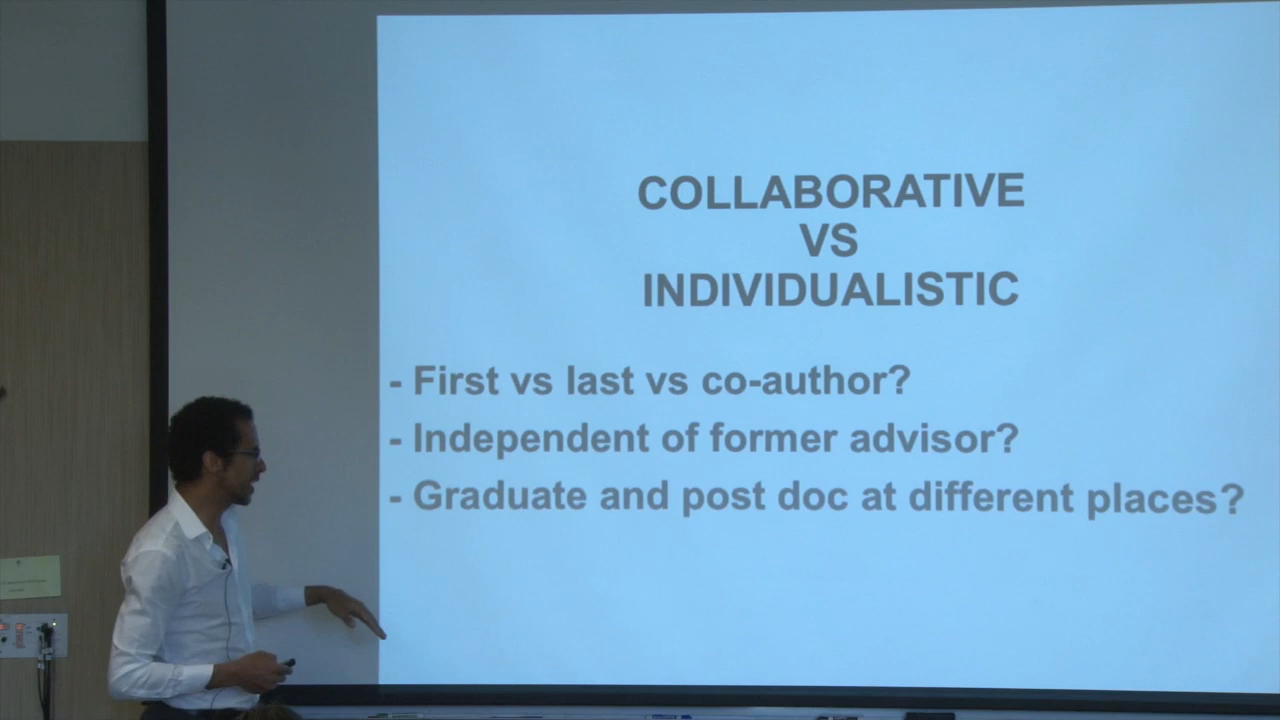 COLLABORATIVE
VS
INDIVIDUALISTIC
- First vs last vs co-author?
- Independent of former advisor?
- Graduate and post doc at different places?